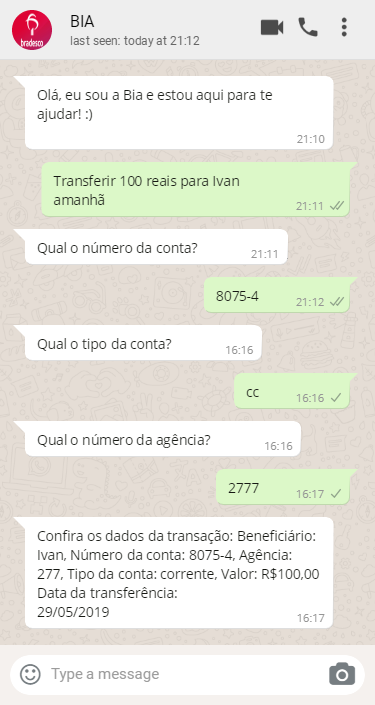 BIA
last seen: today at 21:12
bradesco
Olá, eu sou a Bia e estou aqui para te
ajudar! :)
21:10
Transferir 100 reais para Ivan
amanhã
21:11
Qual o número da conta?
21:11
8075-4
21:12
Qual o tipo da conta?
16:16
cc
16:16
Qual o número da agência?
16:16
2777
16:17
Confira os dados da transação: Beneficiário:
Ivan, Número da conta: 8075-4, Agência:
277, Tipo da conta: corrente, Valor: R$100,00
Data da transferência:
29/05/2019
16:17
Type a message